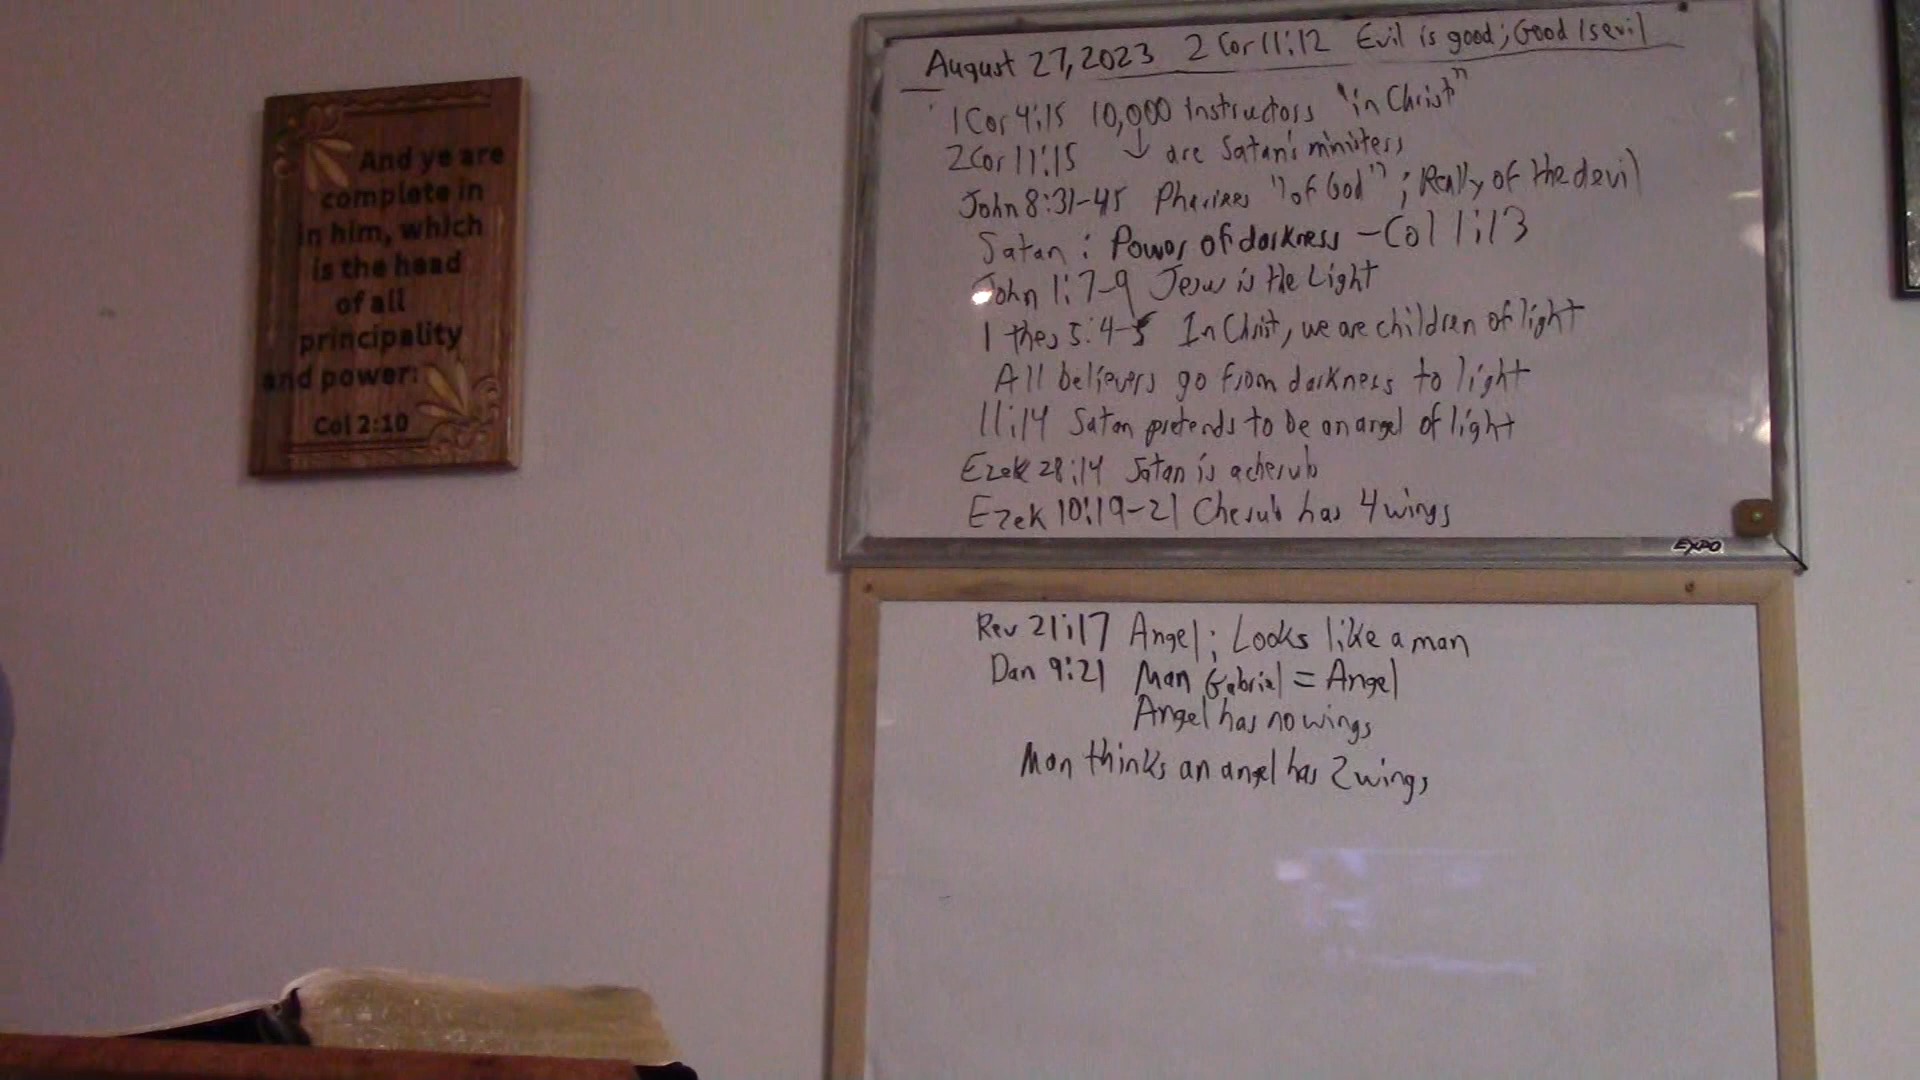 And ye are
complete in
in him, which
is the head
of all
principality
and power:
Col 2:10
August 27, 2023 2 Cor 11:12 Evil is good; Good is evil
1 Cor 4:15 10,000 instructors "in Christ"
2 Cor 11:15 ↓ are Satan's ministers
John 8:31-45 Pharisees "of God"; Really of the devil
Satan: Power of darkness - Col 1:13
John 1:7-9 Jesus is the Light
1 thes 5:4-5 In Christ, we are children of light
All believers go from darkness to light
11:14 Satan pretends to be an angel of light
Ezek 28:14 Satan is a cherub
Ezek 10:19-21 Cherub has 4 wings
EXPO
Rev 21:17 Angel; Looks like a man
Dan 9:21 Man Gabriel = Angel
Angel has no wings
Man thinks an angel has 2 wings